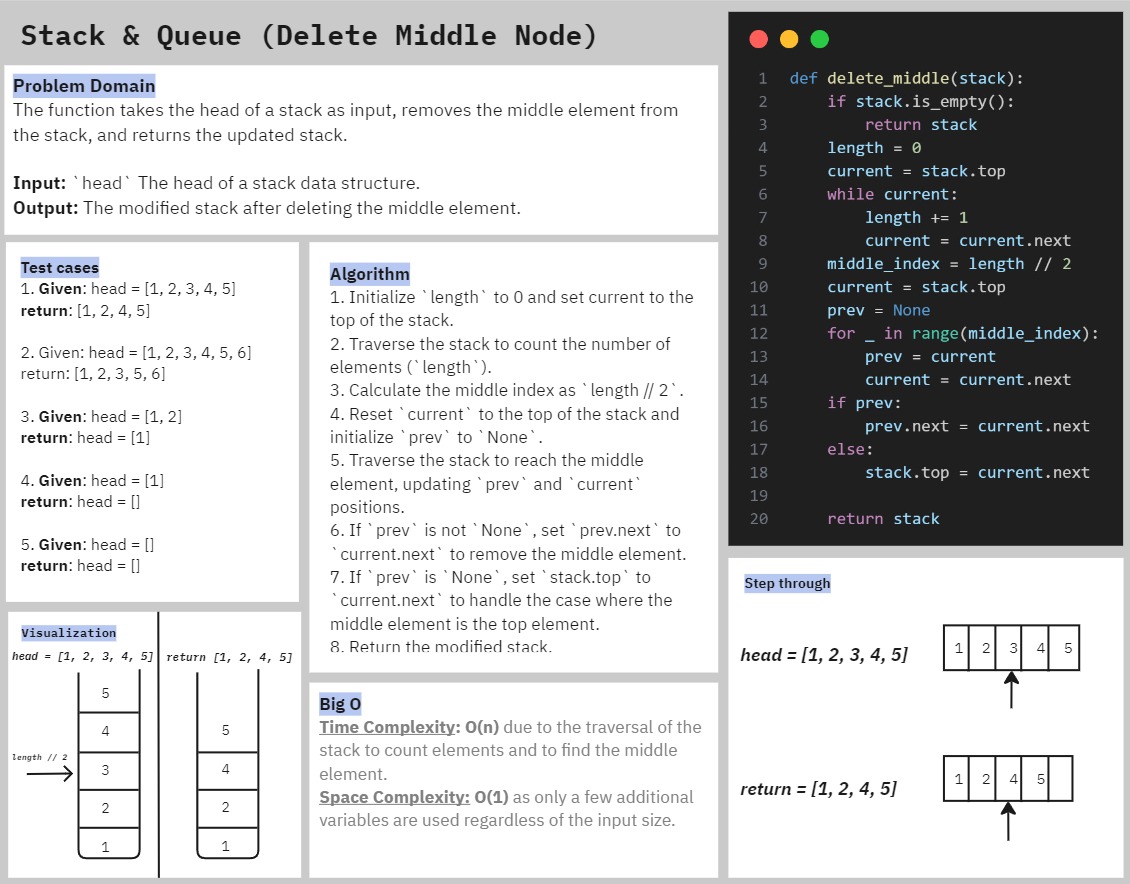 Stack & Queue (Delete Middle Node)
Problem Domain
The function takes the head of a stack as input, removes the middle element from
the stack, and returns the updated stack.
Input: `head` The head of a stack data structure.
Output: The modified stack after deleting the middle element.
Test cases
1. Given: head = [1, 2, 3, 4, 5]
return: [1, 2, 4, 5]
2. Given: head = [1, 2, 3, 4, 5, 6]
return: [1, 2, 3, 5, 6]
3. Given: head = [1, 2]
return: head = [1]
4. Given: head = [1]
return: head = []
5. Given: head = []
return: head = []
Algorithm
1. Initialize `length` to 0 and set current to the
top of the stack.
2. Traverse the stack to count the number of
elements (`length`).
3. Calculate the middle index as `length // 2`.
4. Reset `current` to the top of the stack and
initialize `prev` to `None`.
5. Traverse the stack to reach the middle
element, updating `prev` and `current`
positions.
6. If `prev` is not `None`, set `prev.next` to
`current.next` to remove the middle element.
7. If `prev` is `None`, set `stack.top` to
`current.next` to handle the case where the
middle element is the top element.
8. Return the modified stack.
Visualization
head = [1, 2, 3, 4, 5]
5
4
length // 2
3
2
1
return [1, 2, 4, 5]
5
4
2
1
Big O
Time Complexity: O(n) due to the traversal of the
stack to count elements and to find the middle
element.
Space Complexity: O(1) as only a few additional
variables are used regardless of the input size.
1 def delete_middle(stack):
2     if stack.is_empty():
3         return stack
4     length = 0
5     current = stack.top
6     while current:
7         length += 1
8         current = current.next
9     middle_index = length // 2
10     current = stack.top
11     prev = None
12     for _ in range(middle_index):
13         prev = current
14         current = current.next
15     if prev:
16         prev.next = current.next
17     else:
18         stack.top = current.next
19
20     return stack
Step through
head = [1, 2, 3, 4, 5]
1 2 3 4 5
return = [1, 2, 4, 5]
1 2 4 5